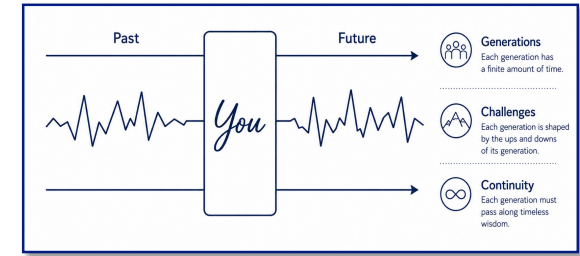 Past
You
Future
Generations
Each generation has
a finite amount of time.
Challenges
Each generation is shaped
by the ups and downs
of its generation.
Continuity
Each generation must
pass along timeless
wisdom.